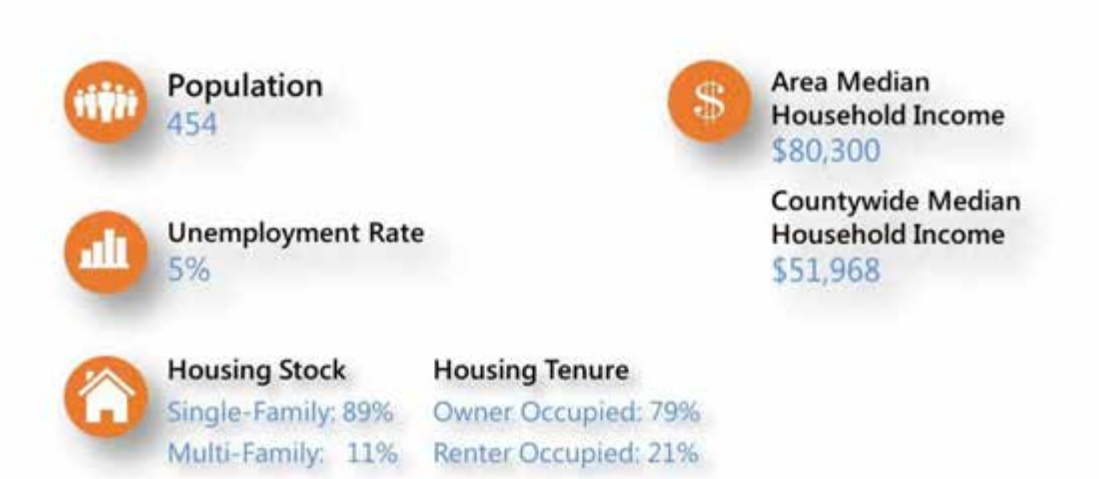 Population
454
Area Median
Household Income
$80,300
Countywide Median
Household Income
$51,968
Unemployment Rate
5%
Housing Stock
Single-Family: 89%
Multi-Family: 11%
Housing Tenure
Owner Occupied: 79%
Renter Occupied: 21%